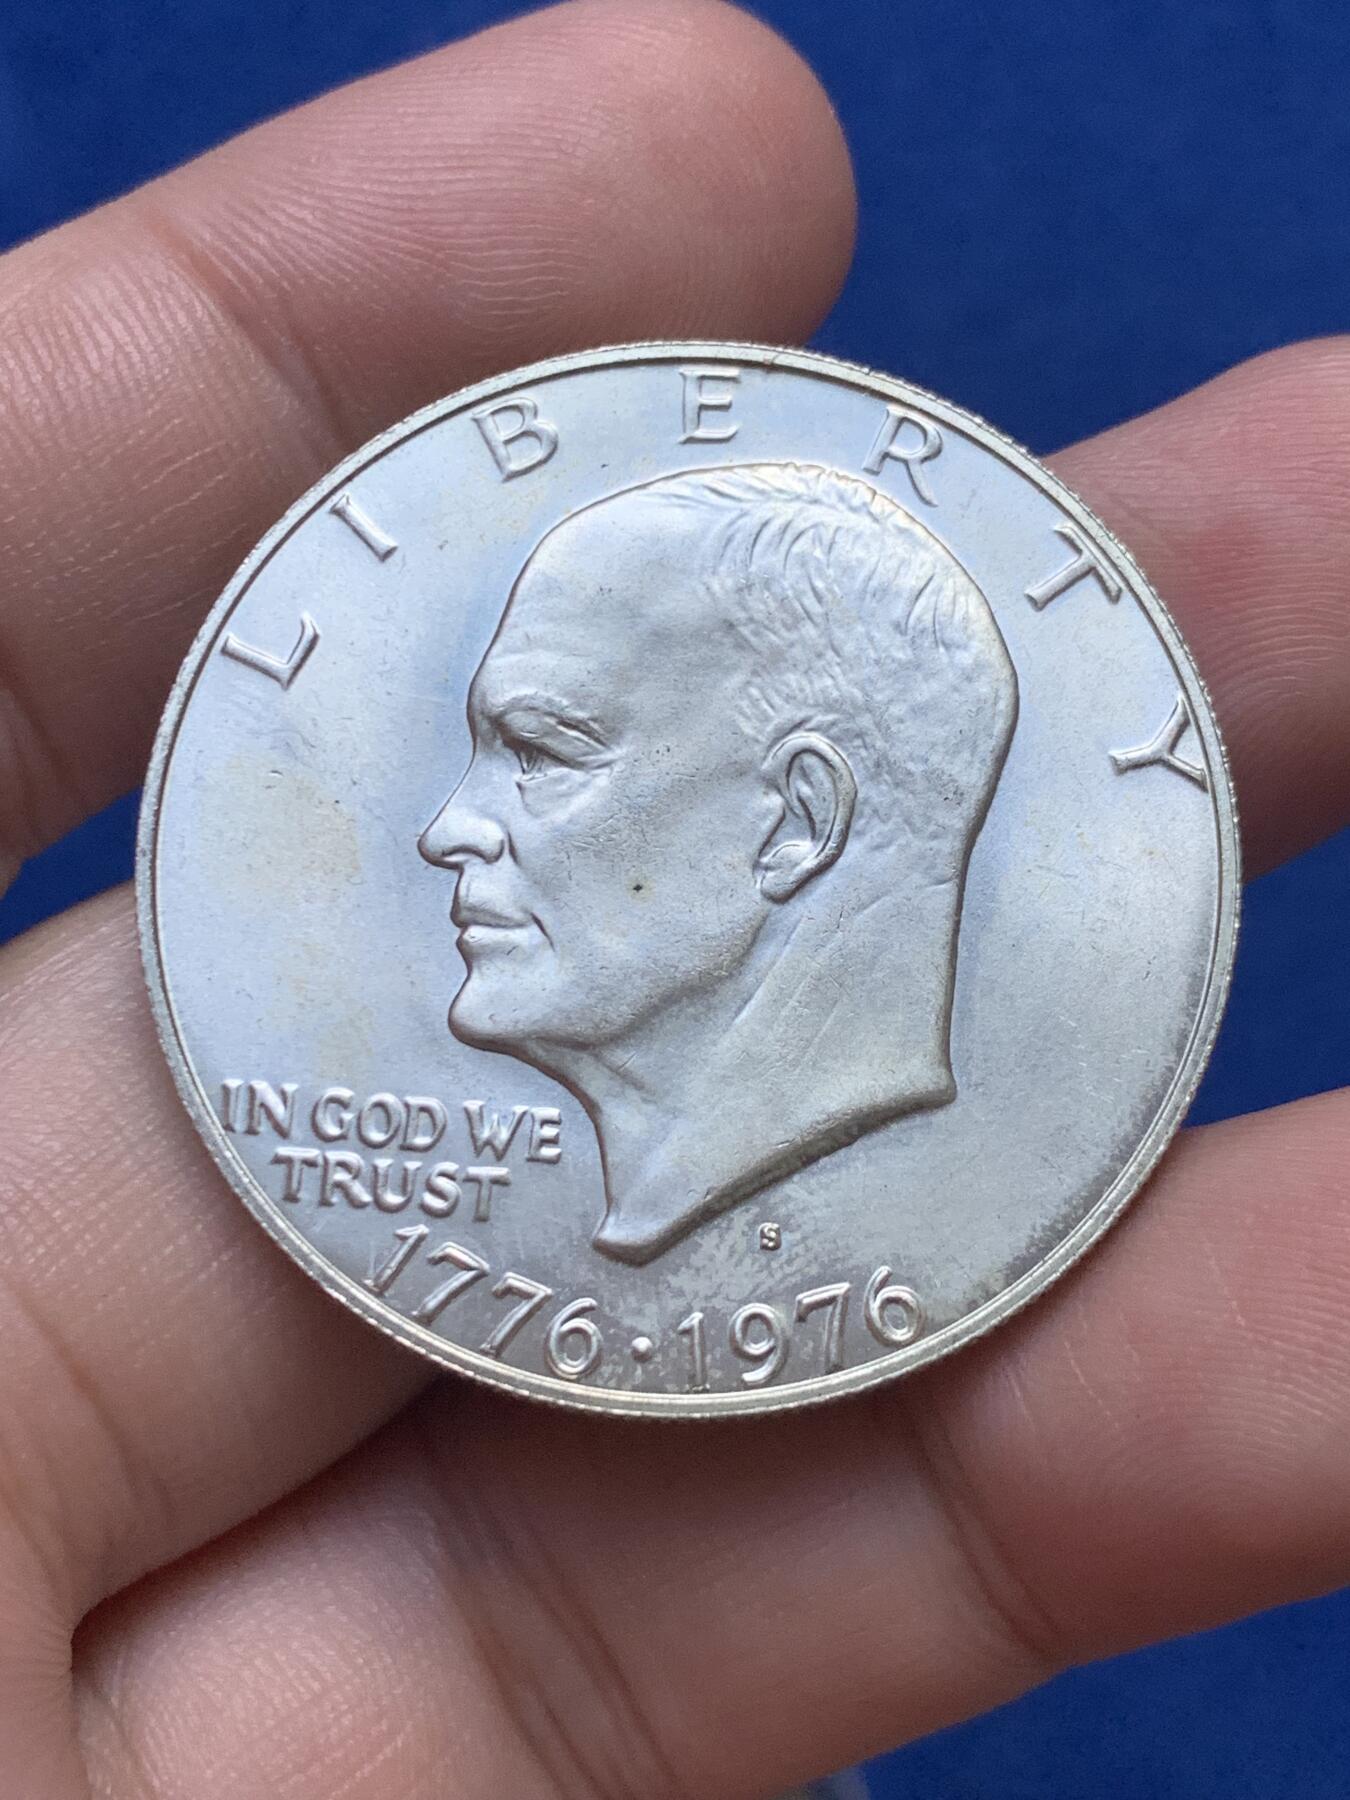 LIBERTY
IN GOD WE
TRUST
S
1776·1976